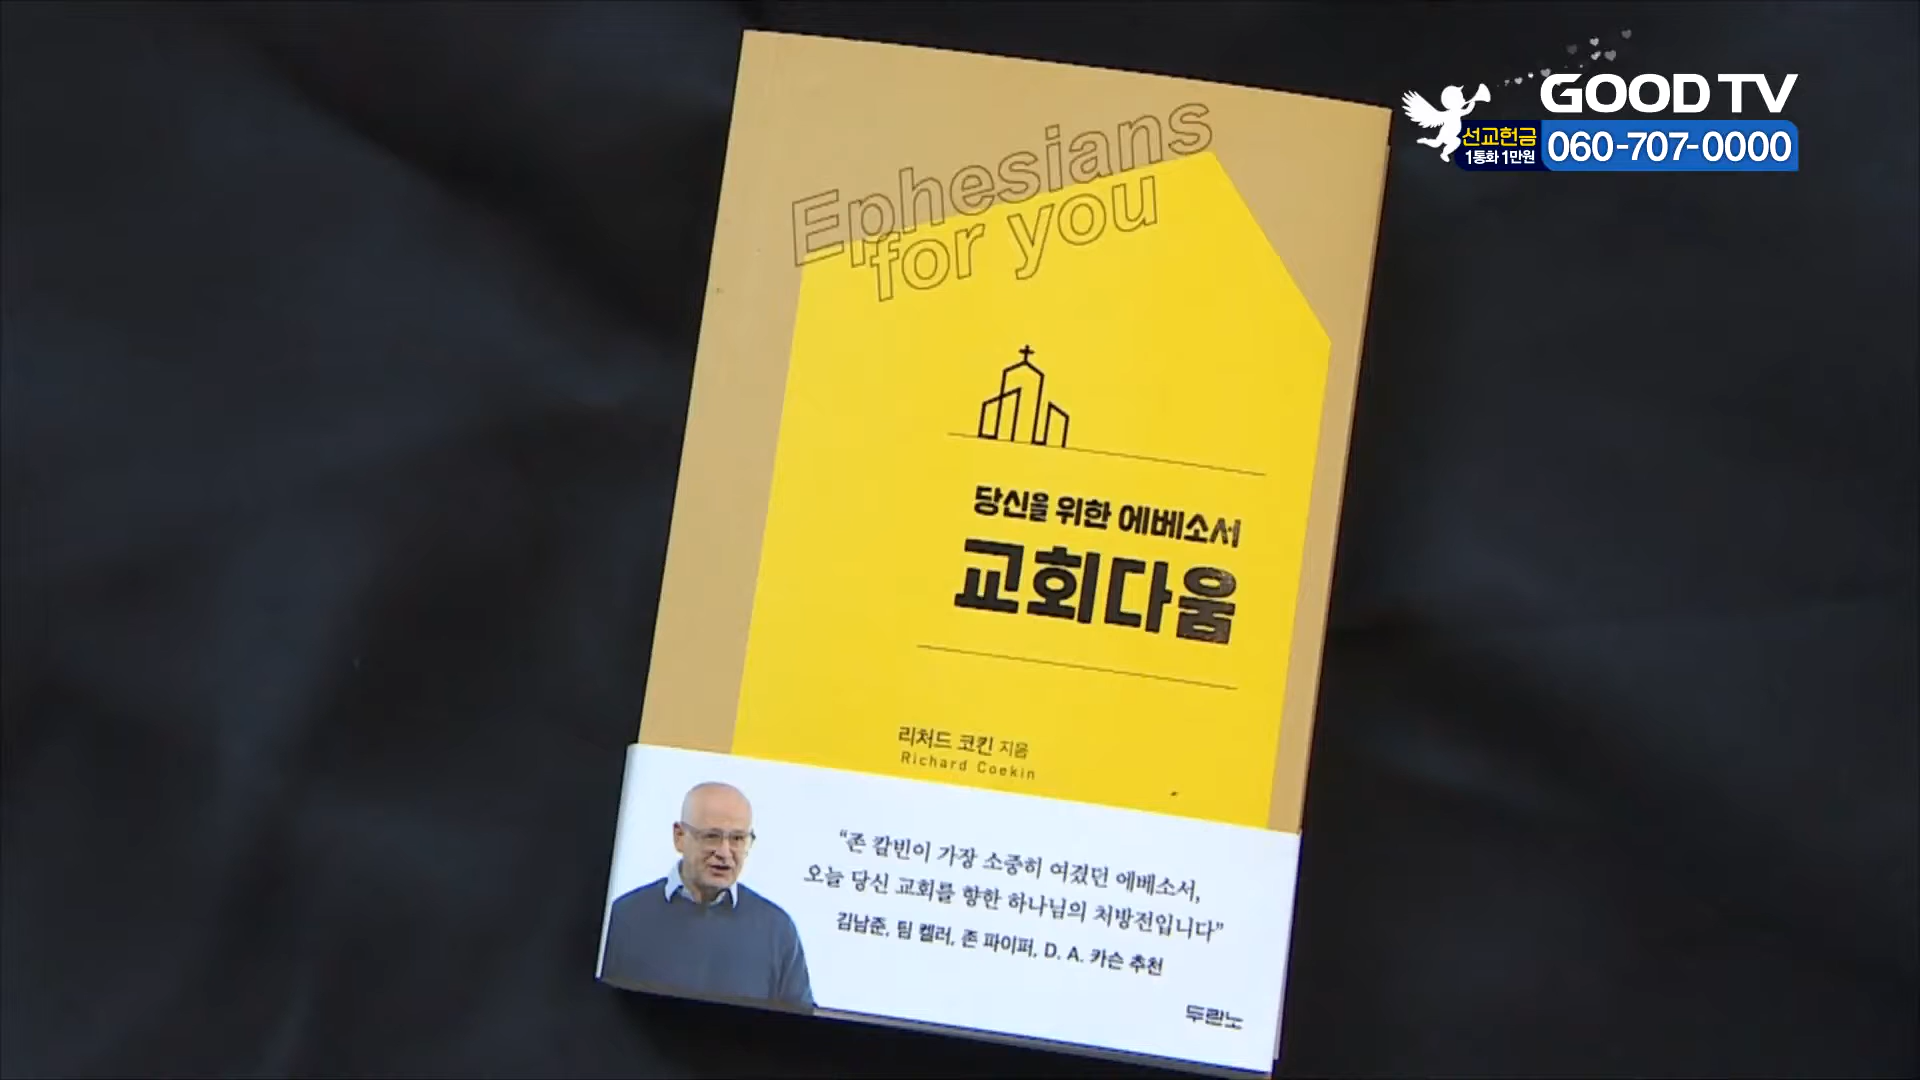 GOOD TV
선교헌금
1통화 1만원
060-707-0000
Ephesians
for you
당신을 위한 에베소서
교회다움
리처드 코킨 지음
Richard Coekin
“존 칼빈이 가장 소중히 여겼던 에베소서,
오늘 당신 교회를 향한 하나님의 처방전입니다”
김남준, 팀 켈러, 존 파이퍼, D. A. 카슨 추천
두란노